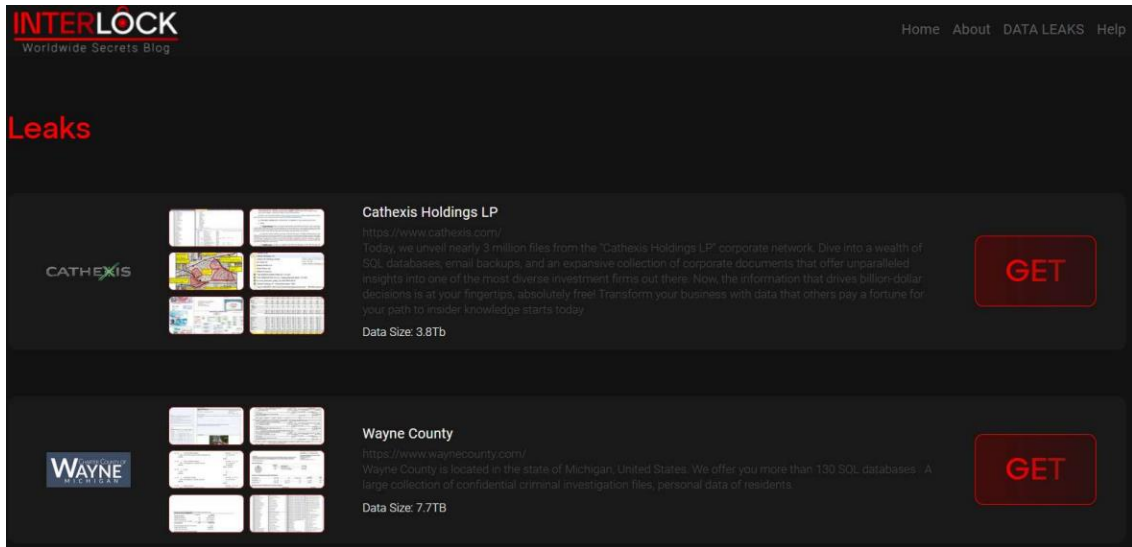 INTERLOCK
Worldwide Secrets Blog
Home About DATA LEAKS Help
Leaks
CATHEXIS
Cathexis Holdings LP
https://www.cathexis.com/
Today, we unveil nearly 3 million files from the "Cathexis Holdings LP" corporate network. Dive into a wealth of
SQL databases, email backups, and an expansive collection of corporate documents that offer unparalleled
insights into one of the most diverse investment firms out there. Now, the information that drives billion-dollar
decisions is at your fingertips, absolutely free! Transform your business with data that others pay a fortune for
your path to insider knowledge starts today
Data Size: 3.8Tb
GET
WAYNE
MICHIGAN
Wayne County
https://www.waynecounty.com/
Wayne County is located in the state of Michigan, United States. We offer you more than 130 SQL databases : A
large collection of confidential criminal investigation files, personal data of residents
Data Size: 7.7TB
GET